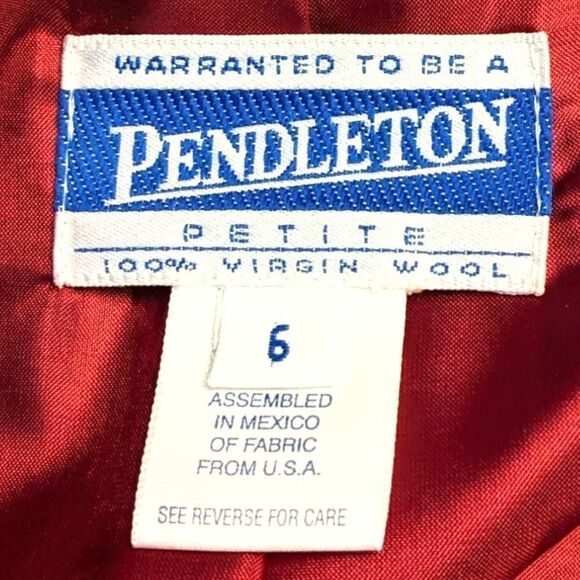 WARRANTED TO BE A
PENDLETON
PETITE
100% VIRGIN WOOL
6
ASSEMBLED
IN MEXICO
OF FABRIC
FROM U.S.A.
SEE REVERSE FOR CARE